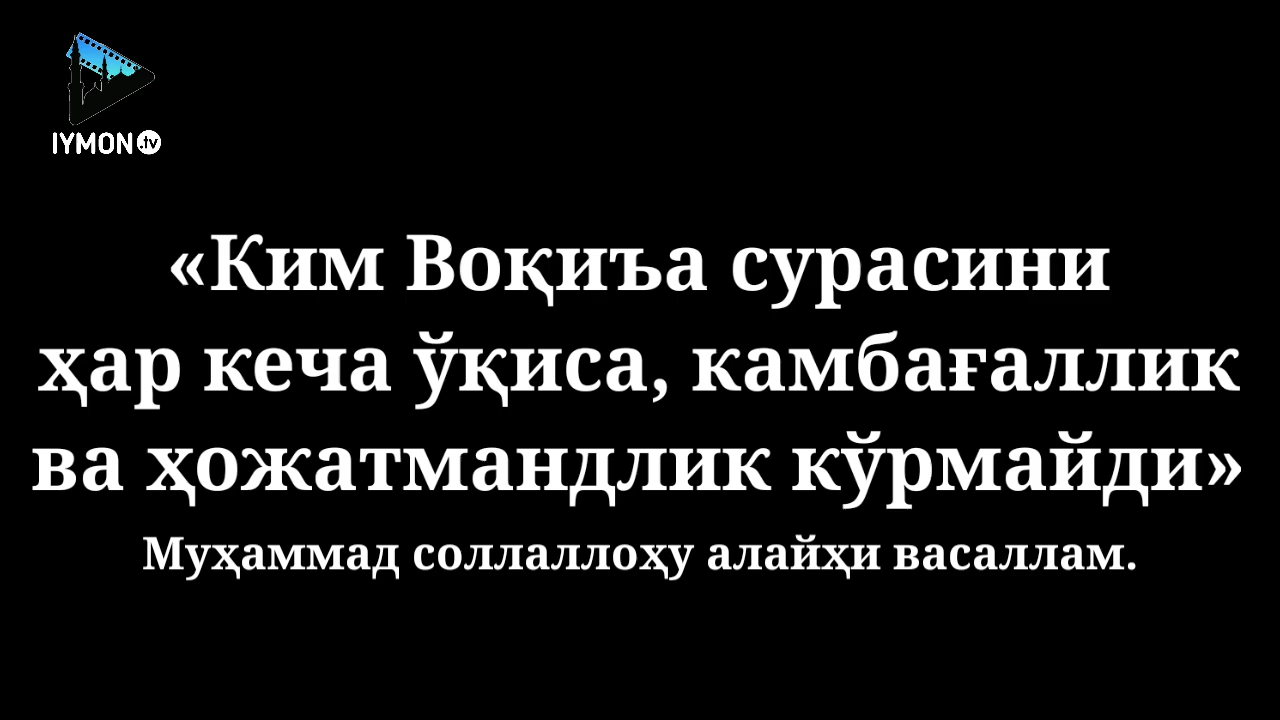 IYMON.tv
«Ким Воқиъа сурасини
ҳар кеча ўқиса, камбағаллик
ва ҳожатмандлик кўрмайди»
Муҳаммад соллаллоҳу алайҳи васаллам.